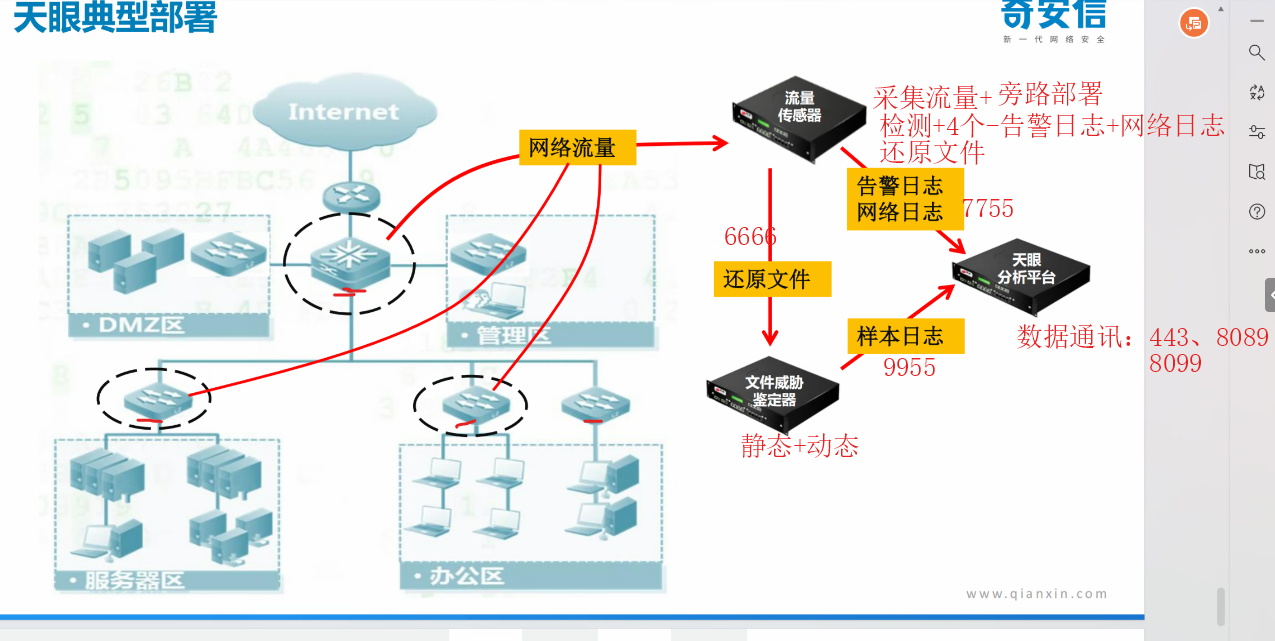 天眼典型部署
奇安信
新一代网络安全
Internet
网络流量
流量
传感器
采集流量+ 旁路部署
检测+4个-告警日志+网络日志
还原文件
告警日志
网络日志
7755
6666
还原文件
天眼
分析平台
样本日志
9955
数据通讯：443、8089
8099
文件威胁
鉴定器
静态+动态
· DMZ区
· 管理区
· 服务器区
· 办公区
www.qianxin.com